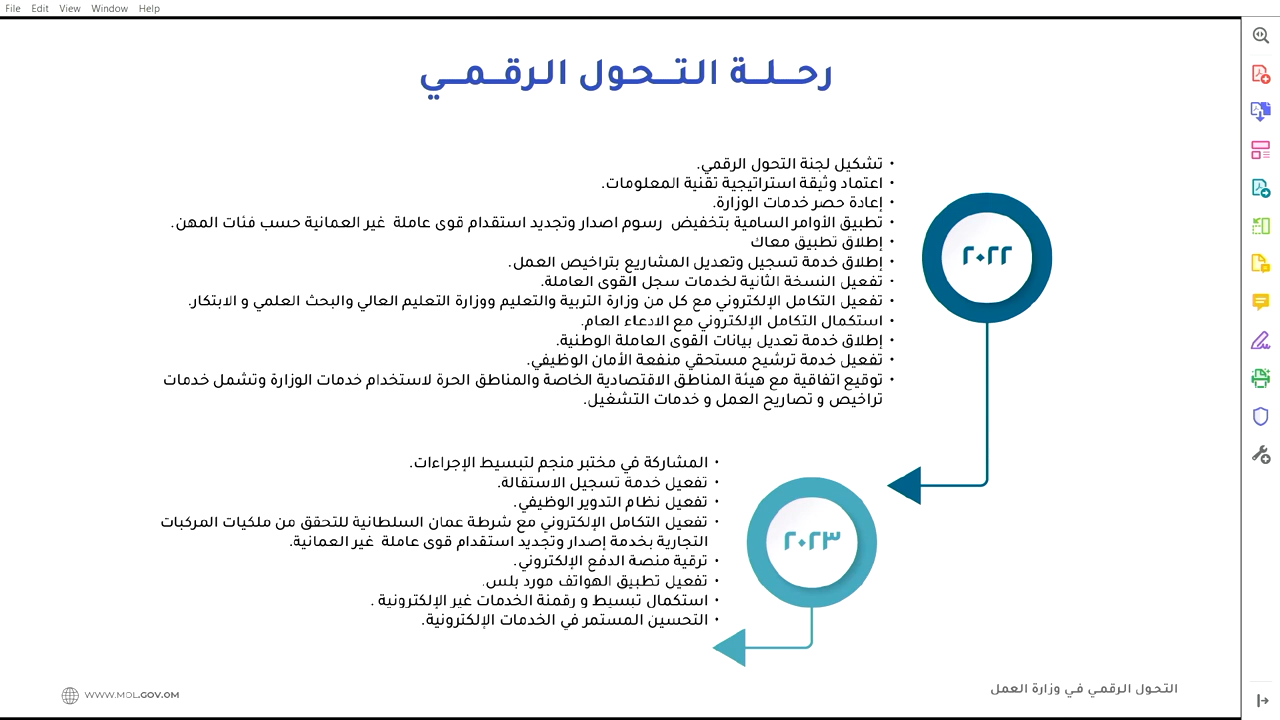 File Edit View Window Help
رحلة التحول الرقمي
٢٠٢٢
• تشكيل لجنة التحول الرقمي.
• اعتماد وثيقة استراتيجية تقنية المعلومات.
• إعادة حصر خدمات الوزارة.
• تطبيق الأوامر السامية بتخفيض رسوم اصدار وتجديد استقدام قوى عاملة غير العمانية حسب فئات المهن.
• إطلاق تطبيق معاك
• إطلاق خدمة تسجيل وتعديل المشاريع بتراخيص العمل.
• تفعيل النسخة الثانية لخدمات سجل القوى العاملة.
• تفعيل التكامل الإلكتروني مع كل من وزارة التربية والتعليم ووزارة التعليم العالي والبحث العلمي و الابتكار.
• استكمال التكامل الإلكتروني مع الادعاء العام.
• إطلاق خدمة تعديل بيانات القوى العاملة الوطنية.
• تفعيل خدمة ترشيح مستحقي منفعة الأمان الوظيفي.
• توقيع اتفاقية مع هيئة المناطق الاقتصادية الخاصة والمناطق الحرة لاستخدام خدمات الوزارة وتشمل خدمات
تراخيص و تصاريح العمل و خدمات التشغيل.
٢٠٢٣
• المشاركة في مختبر منجم لتبسيط الإجراءات.
• تفعيل خدمة تسجيل الاستقالة.
• تفعيل نظام التدوير الوظيفي.
• تفعيل التكامل الإلكتروني مع شرطة عمان السلطانية للتحقق من ملكيات المركبات
التجارية بخدمة إصدار وتجديد استقدام قوى عاملة غير العمانية.
• ترقية منصة الدفع الإلكتروني.
• تفعيل تطبيق الهواتف مورد بلس.
• استكمال تبسيط و رقمنة الخدمات غير الإلكترونية .
• التحسين المستمر في الخدمات الإلكترونية.
التحول الرقمي في وزارة العمل
WWW.MOL.GOV.OM